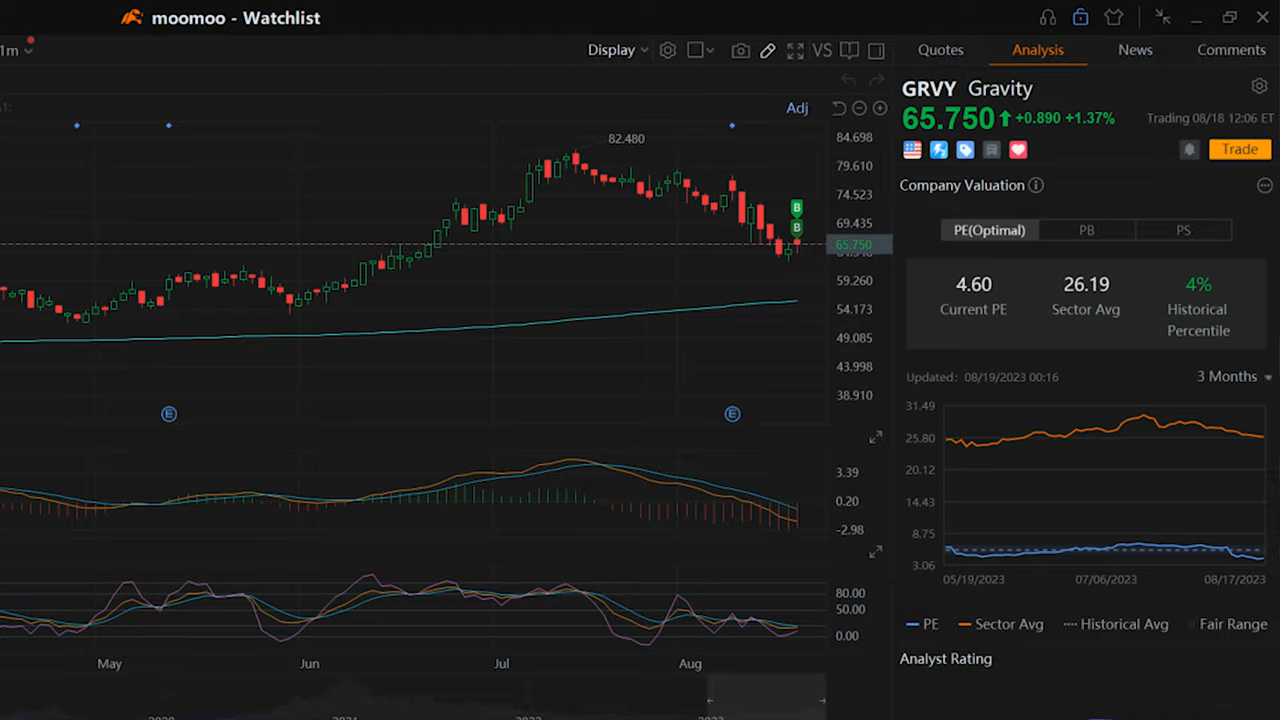 moomoo - Watchlist
1m
Display
VS
Quotes
Analysis
News
Comments
Adj
82.480
84.698
79.610
74.523
69.435
65.750
59.260
54.173
49.085
43.998
38.910
B
B
E
E
3.39
0.20
-2.98
80.00
50.00
0.00
May
Jun
Jul
Aug
2021
GRVY Gravity
65.750 +0.890 +1.37%
Trading 08/18 12:06 ET
Trade
Company Valuation
PE(Optimal)
PB
PS
4.60
26.19
4%
Current PE
Sector Avg
Historical
Percentile
Updated: 08/19/2023 00:16
3 Months
31.49
25.80
20.12
14.43
8.75
3.06
05/19/2023
07/06/2023
08/17/2023
PE
Sector Avg
Historical Avg
Fair Range
Analyst Rating